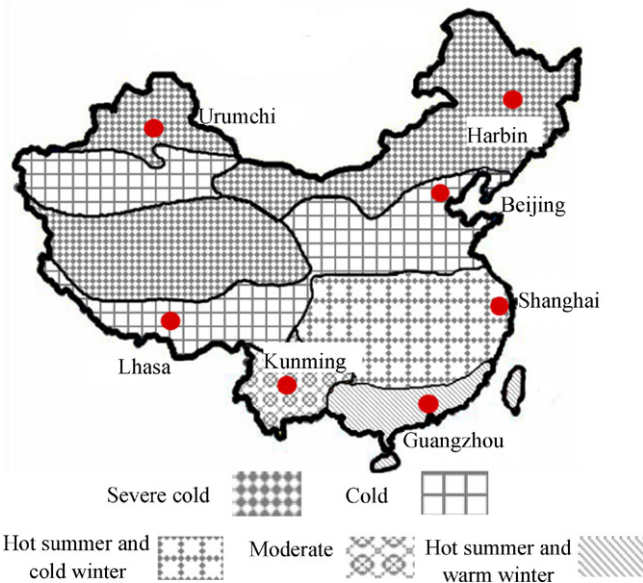 Urumchi
Harbin
Beijing
Shanghai
Lhasa
Kunming
Guangzhou
Severe cold
Cold
Hot summer and
cold winter
Moderate
Hot summer and
warm winter